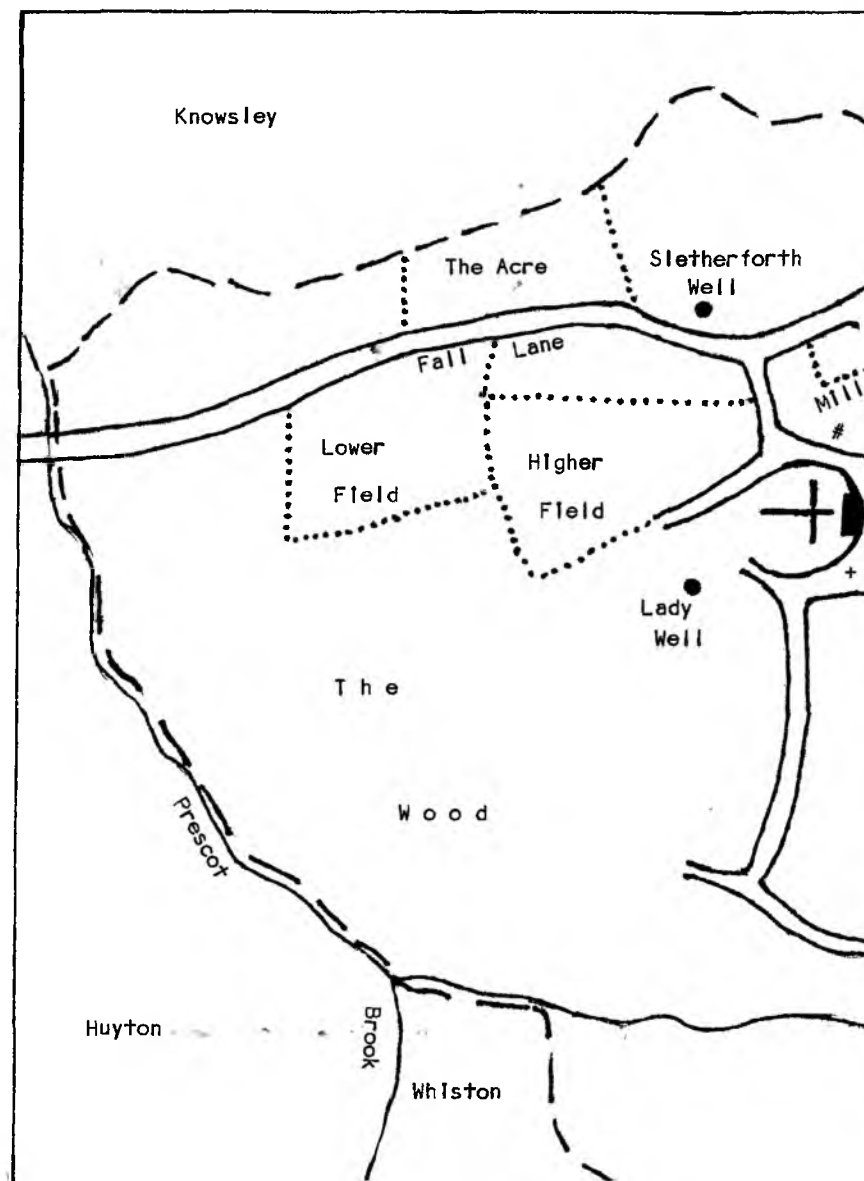 Knowsley
The Acre
Sletherforth
Well
Fall Lane
Mill
#
Lower
Field
Higher
Field
+
Lady
Well
The
Wood
Prescot
Brook
Huyton
Whiston